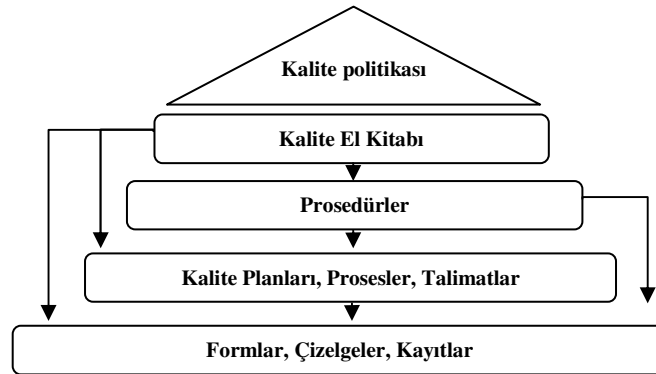 Kalite politikası
Kalite El Kitabı
Prosedürler
Kalite Planları, Prosesler, Talimatlar
Formlar, Çizelgeler, Kayıtlar